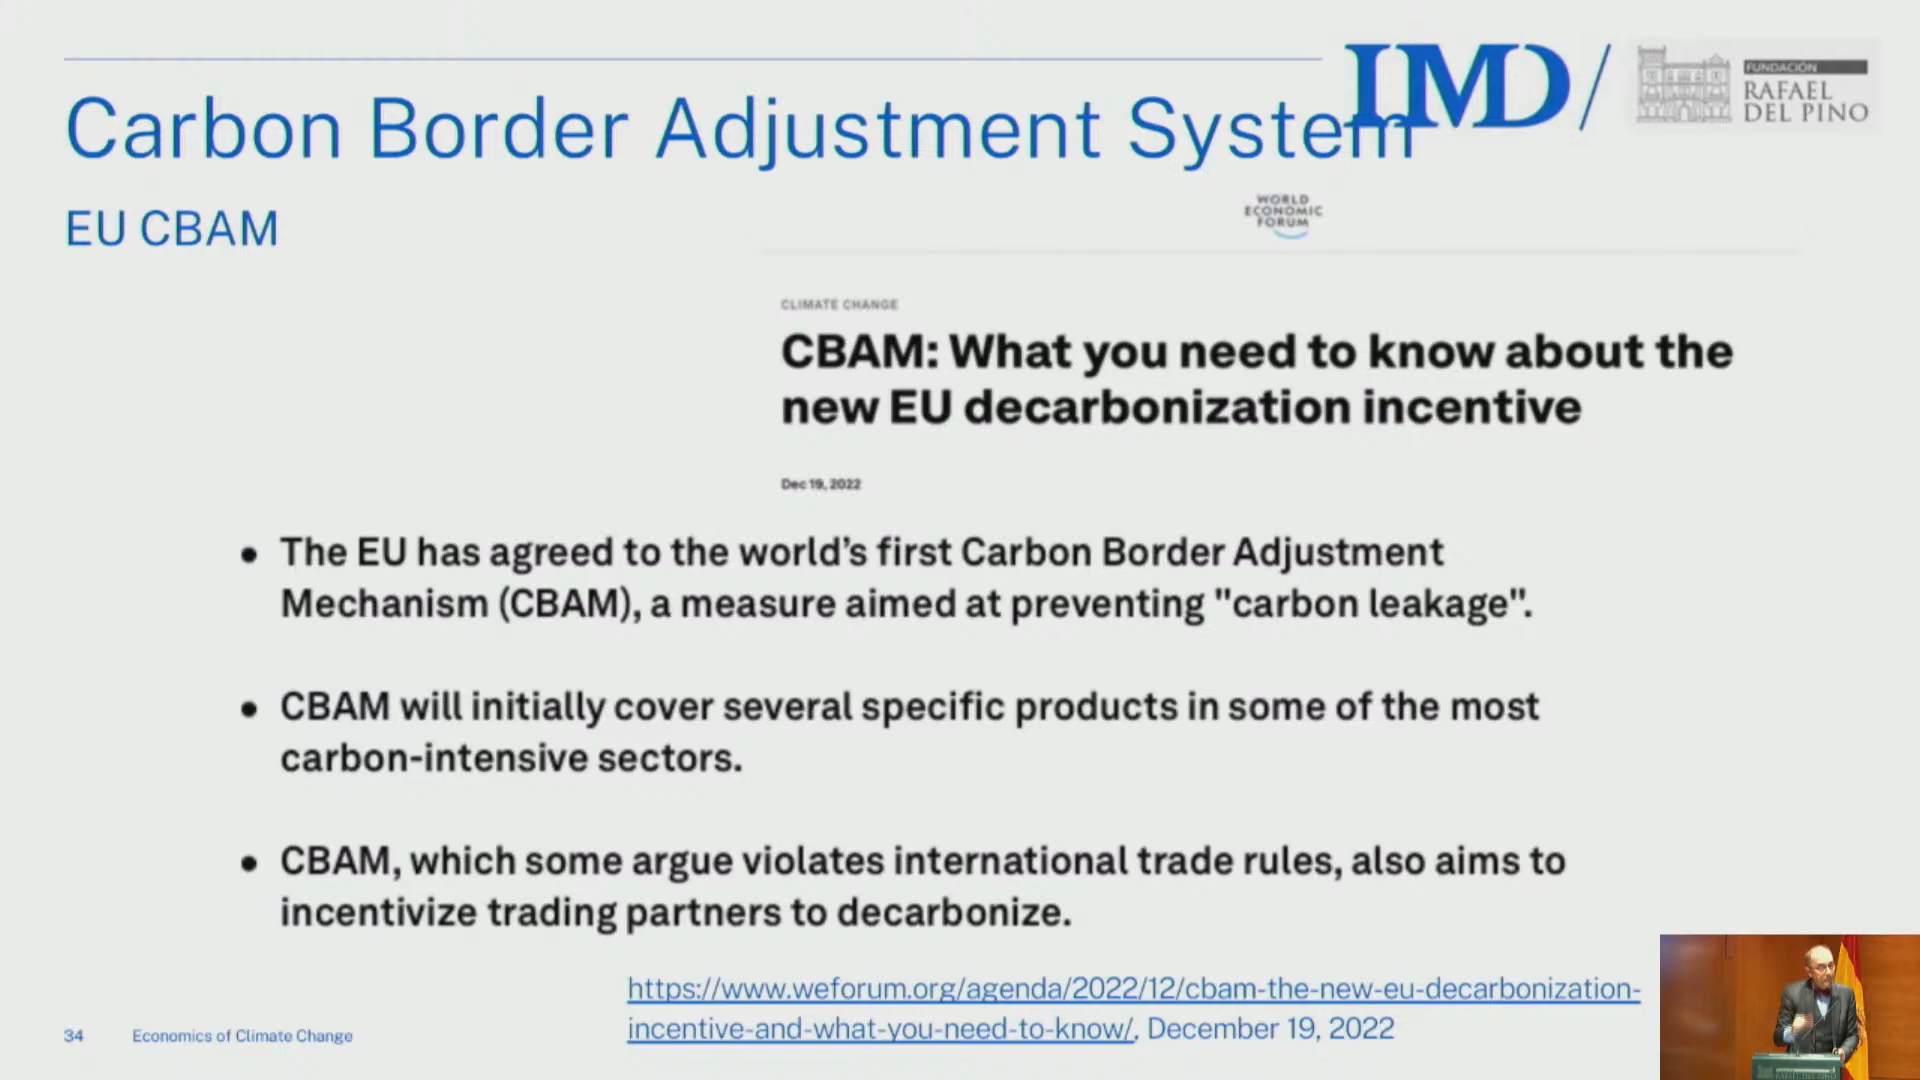 IMD
FUNDACIÓN
RAFAEL
DEL PINO
Carbon Border Adjustment System
EU CBAM
WORLD
ECONOMIC
FORUM
CLIMATE CHANGE
CBAM: What you need to know about the
new EU decarbonization incentive
Dec 19, 2022
• The EU has agreed to the world's first Carbon Border Adjustment
Mechanism (CBAM), a measure aimed at preventing "carbon leakage".
• CBAM will initially cover several specific products in some of the most
carbon-intensive sectors.
• CBAM, which some argue violates international trade rules, also aims to
incentivize trading partners to decarbonize.
https://www.weforum.org/agenda/2022/12/cbam-the-new-eu-decarbonization-
incentive-and-what-you-need-to-know/, December 19, 2022
34 Economics of Climate Change
RAFAEL DEL PINO